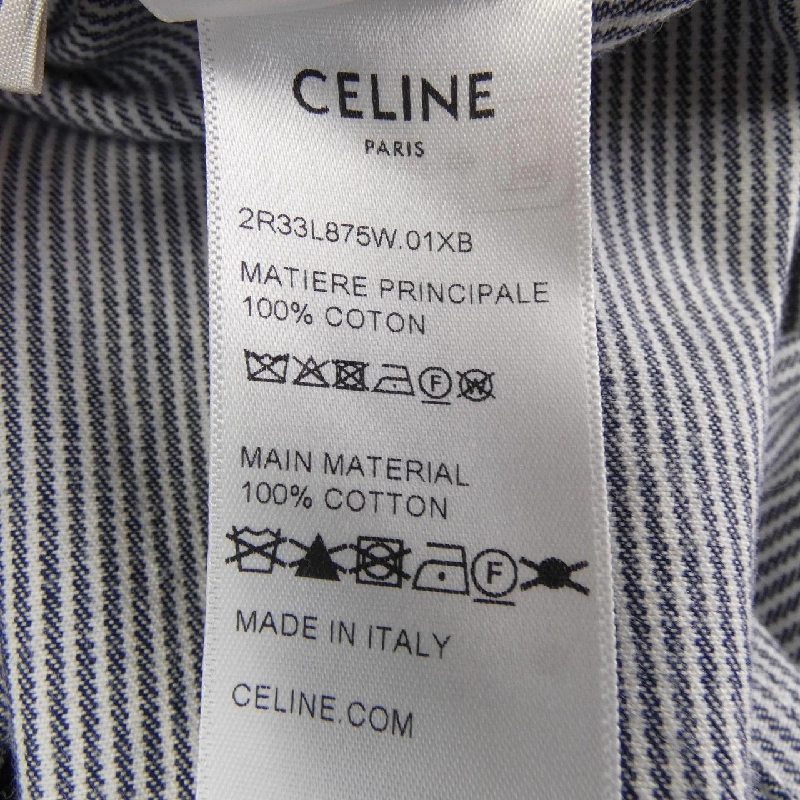 CELINE
PARIS
2R33L875W.01XB
MATIERE PRINCIPALE
100% COTON
F W
MAIN MATERIAL
100% COTTON
F
MADE IN ITALY
CELINE.COM